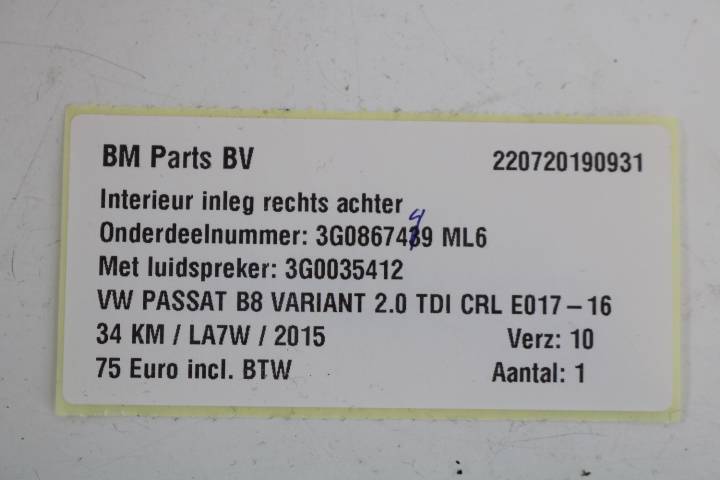 BM Parts BV 220720190931
Interieur inleg rechts achter
Onderdeelnummer: 3G0867439 ML6
4
Met luidspreker: 3G0035412
VW PASSAT B8 VARIANT 2.0 TDI CRL E017-16
34 KM / LA7W / 2015 Verz: 10
75 Euro incl. BTW Aantal: 1